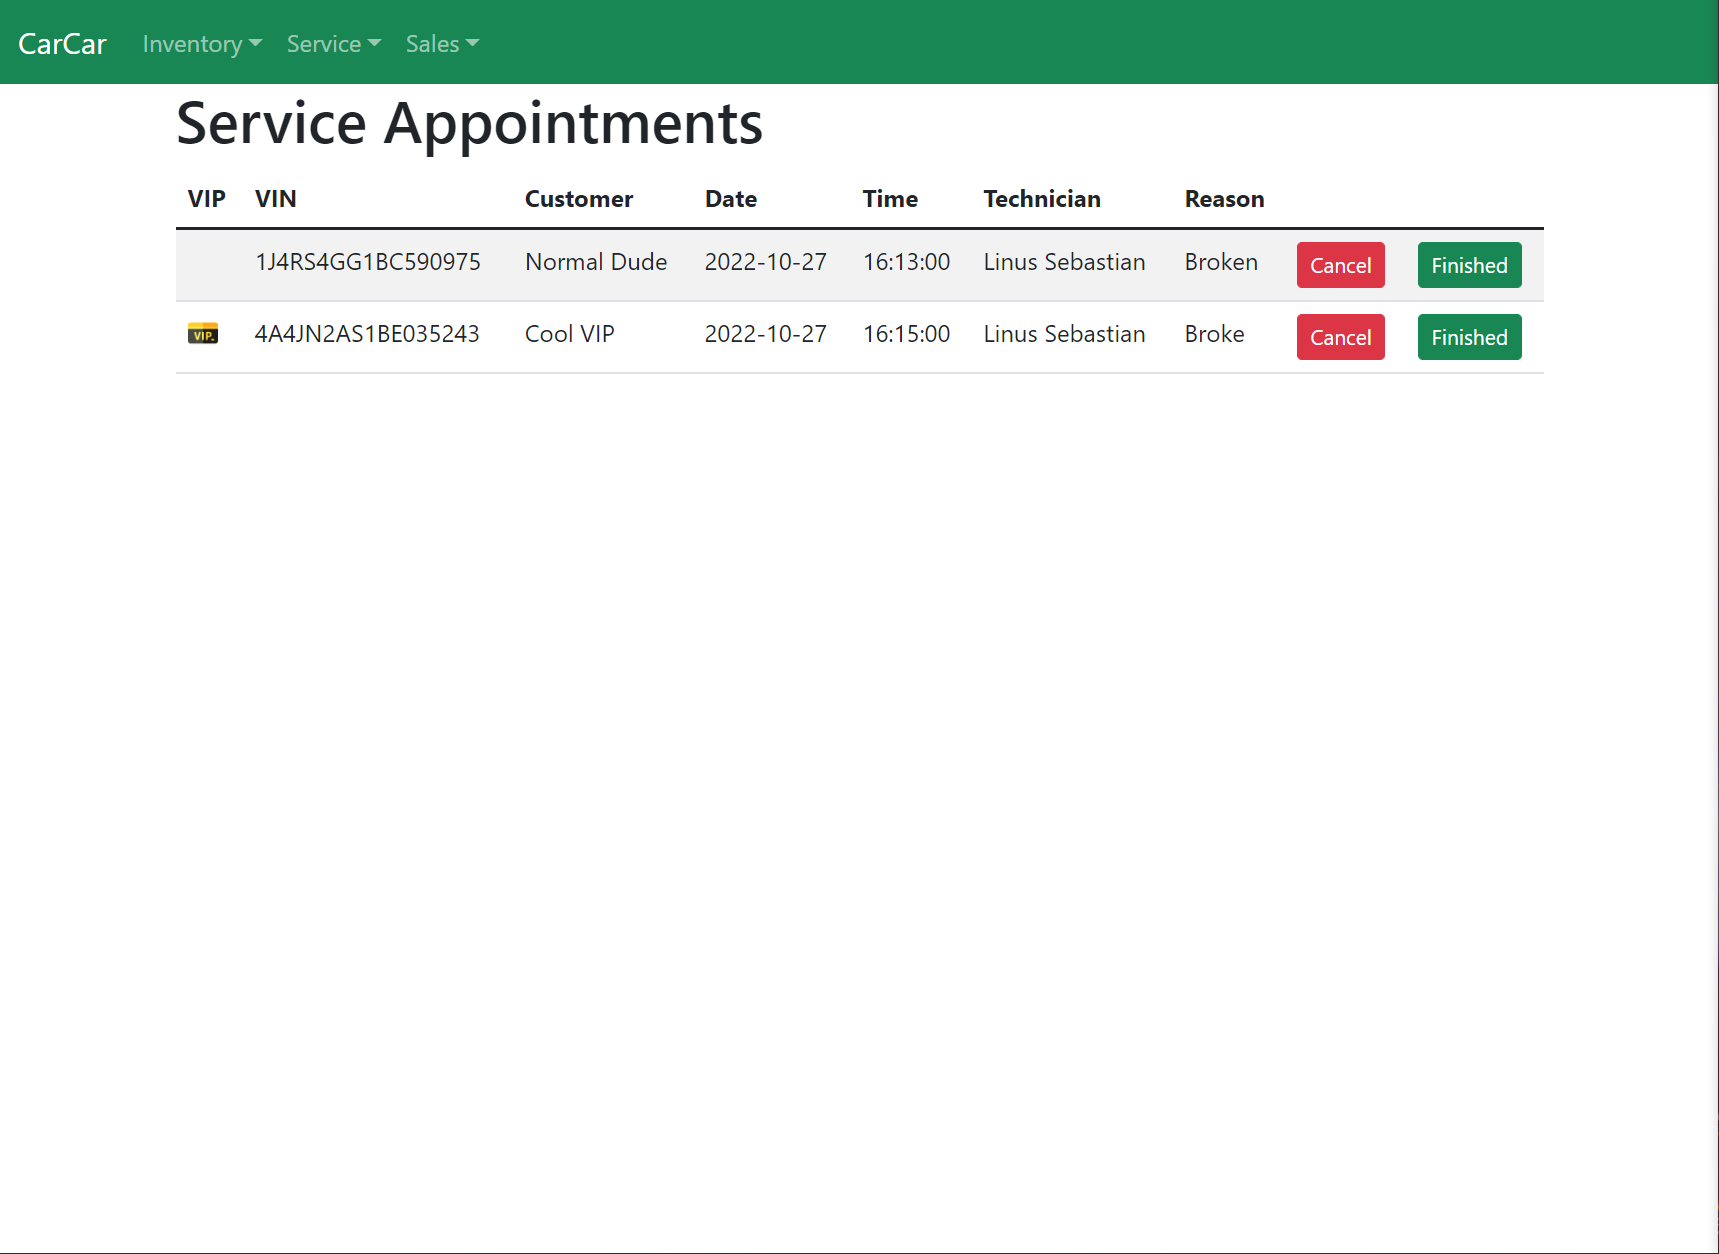 CarCar Inventory Service Sales
Service Appointments
VIP VIN Customer Date Time Technician Reason
1J4RS4GG1BC590975 Normal Dude 2022-10-27 16:13:00 Linus Sebastian Broken Cancel Finished
VIP 4A4JN2AS1BE035243 Cool VIP 2022-10-27 16:15:00 Linus Sebastian Broke Cancel Finished